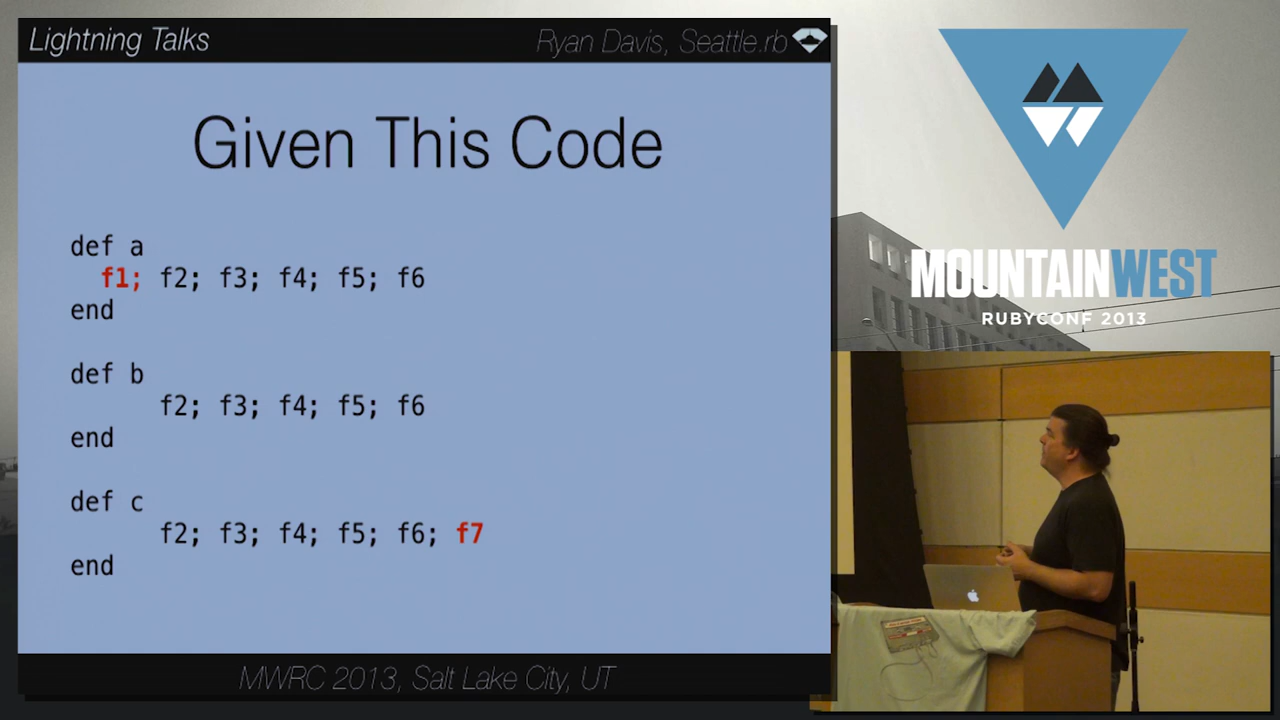 Lightning Talks
Ryan Davis, Seattle.rb
Given This Code
def a
f1; f2; f3; f4; f5; f6
end
def b
f2; f3; f4; f5; f6
end
def c
f2; f3; f4; f5; f6; f7
end
MWRC 2013, Salt Lake City, UT
MOUNTAINWEST
RUBYCONF 2013